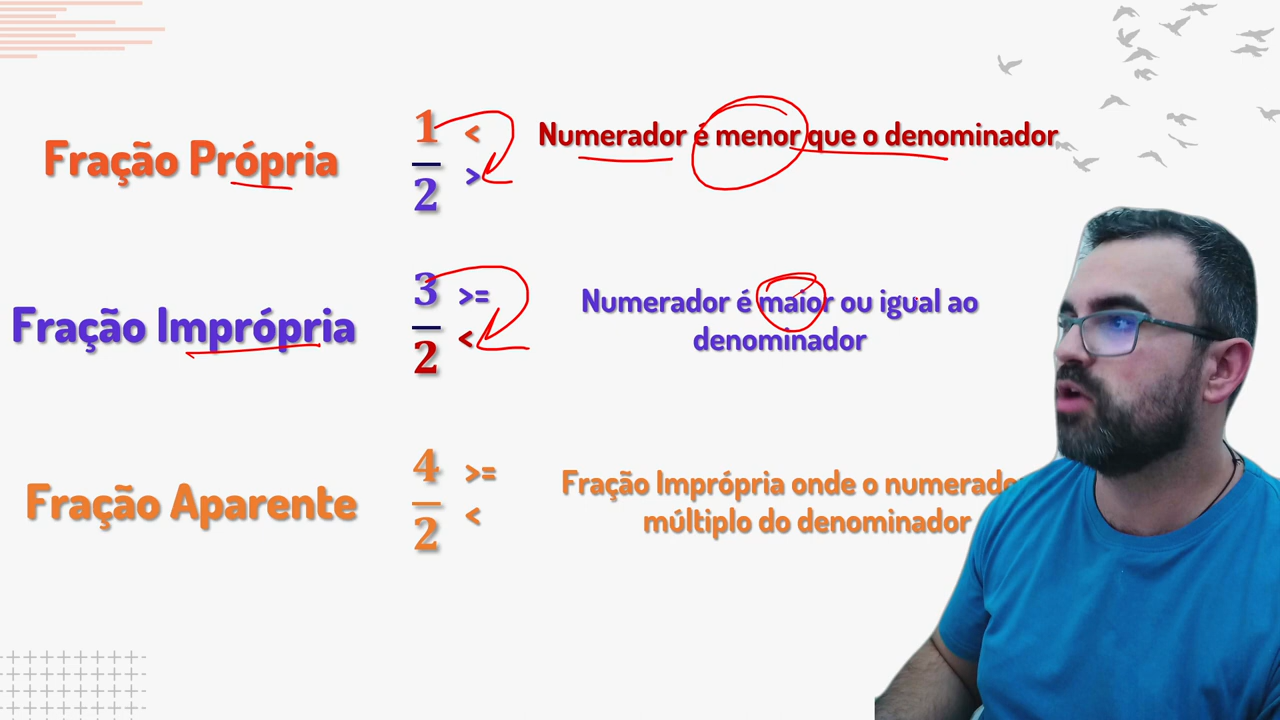 Fração Própria
1 <
2 >
Numerador é menor que o denominador
Fração Imprópria
3 >=
2 <
Numerador é maior ou igual ao
denominador
Fração Aparente
4 >=
2 <
Fração Imprópria onde o
múltiplo do denominador